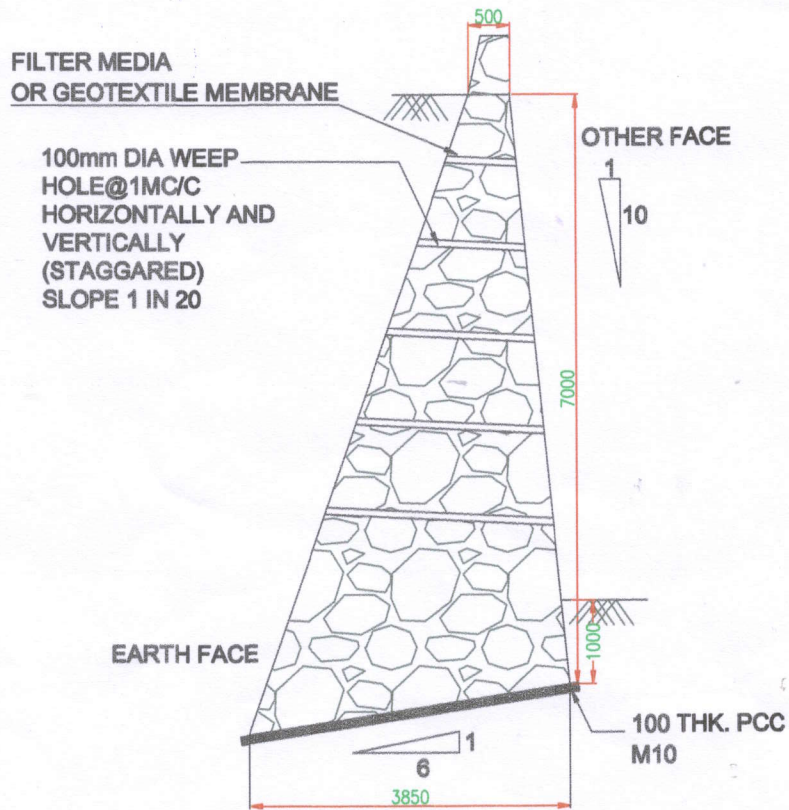 500
FILTER MEDIA
OR GEOTEXTILE MEMBRANE
100mm DIA WEEP
HOLE@1MC/C
HORIZONTALLY AND
VERTICALLY
(STAGGARED)
SLOPE 1 IN 20
OTHER FACE
1
10
7000
1000
EARTH FACE
100 THK. PCC
M10
1
6
3850